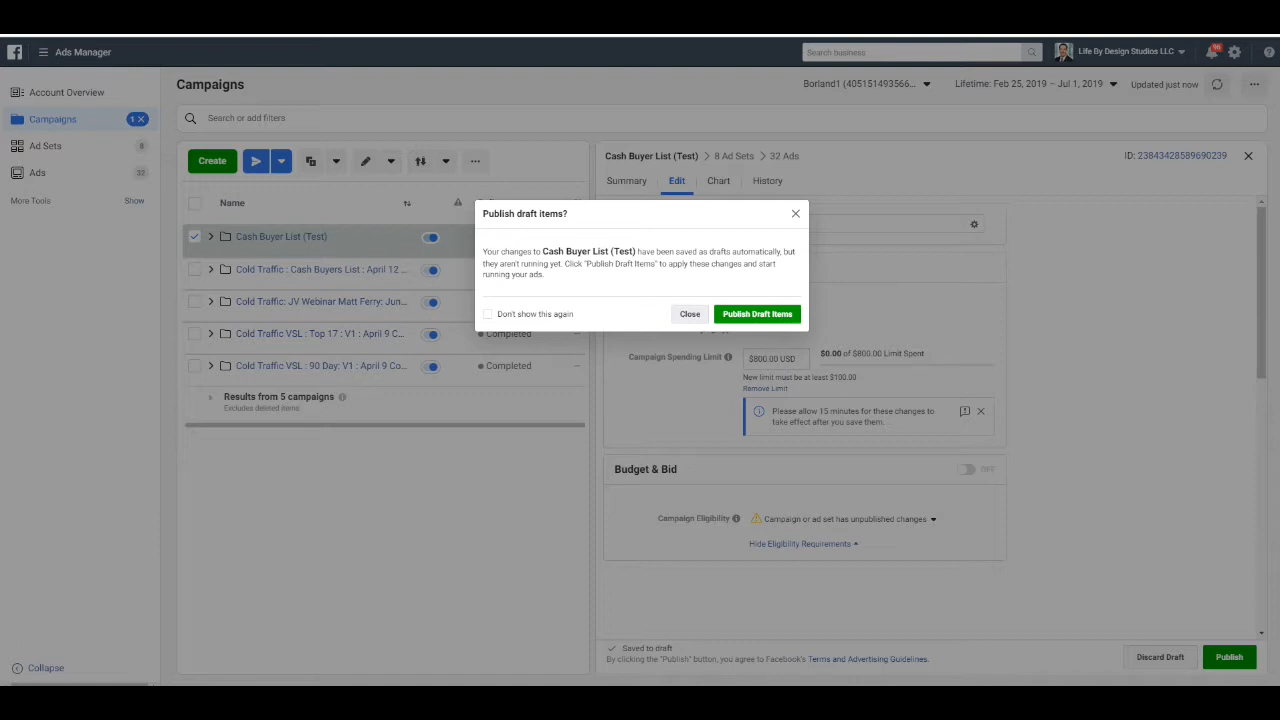 Ads Manager
Search business
Life By Design Studios LLC
Campaigns
Borland1 (405151493566...
Lifetime: Feb 25, 2019 – Jul 1, 2019
Updated just now
Account Overview
Campaigns
1 X
Ad Sets
8
Ads
32
More Tools
Show
Collapse
Search or add filters
Create
Name
Cash Buyer List (Test)
Cold Traffic : Cash Buyers List : April 12 ...
Cold Traffic: JV Webinar Matt Ferry: Jun...
Cold Traffic VSL : Top 17 : V1 : April 9 C...
Completed
Cold Traffic VSL : 90 Day: V1 : April 9 Co...
Completed
Results from 5 campaigns
Excludes deleted items
Cash Buyer List (Test) > 8 Ad Sets > 32 Ads
ID: 23843428589690239
Summary
Edit
Chart
History
Publish draft items?
Your changes to Cash Buyer List (Test) have been saved as drafts automatically, but
they aren't running yet. Click "Publish Draft Items" to apply these changes and start
running your ads.
Don't show this again
Close
Publish Draft Items
Campaign Spending Limit
$800.00 USD
$0.00 of $800.00 Limit Spent
New limit must be at least $100.00
Remove Limit
Please allow 15 minutes for these changes to
take effect after you save them.
Budget & Bid
OFF
Campaign Eligibility
Campaign or ad set has unpublished changes
Hide Eligibility Requirements
Saved to draft
By clicking the "Publish" button, you agree to Facebook's Terms and Advertising Guidelines.
Discard Draft
Publish